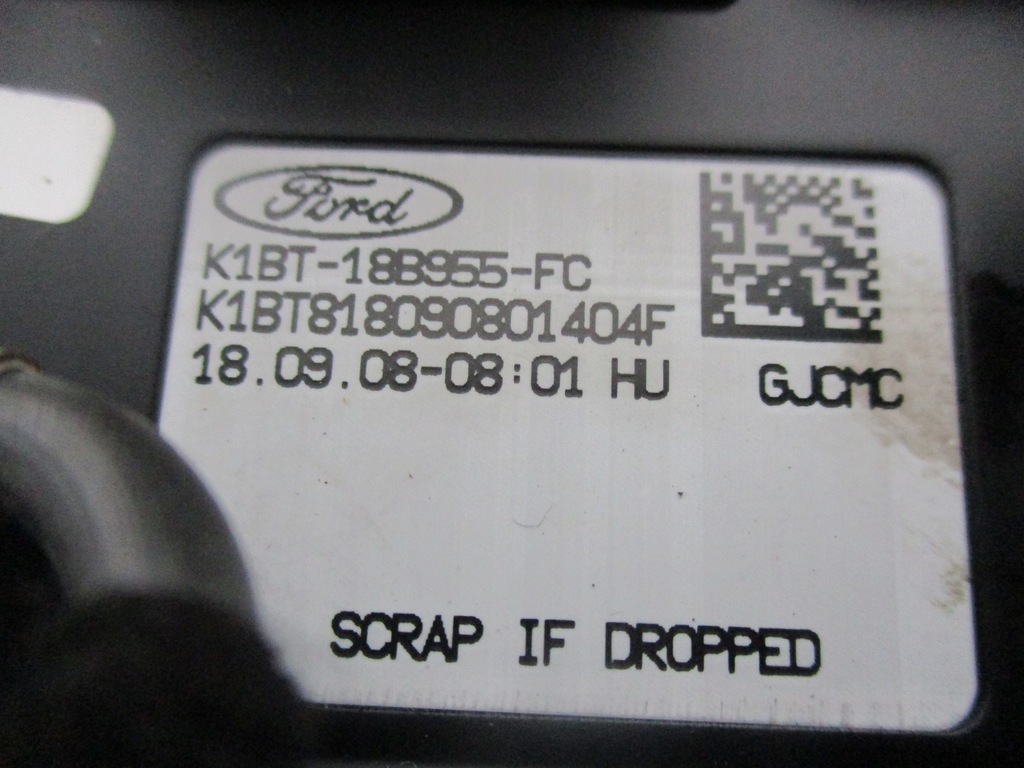 Ford
K1BT-18B955-FC
K1BT818090801404F
18.09.08-08:01 HU GJCMC
SCRAP IF DROPPED